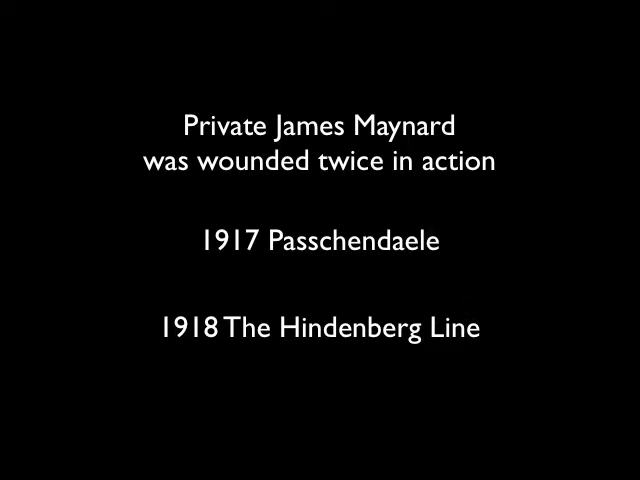 Private James Maynard
was wounded twice in action
1917 Passchendaele
1918 The Hindenberg Line